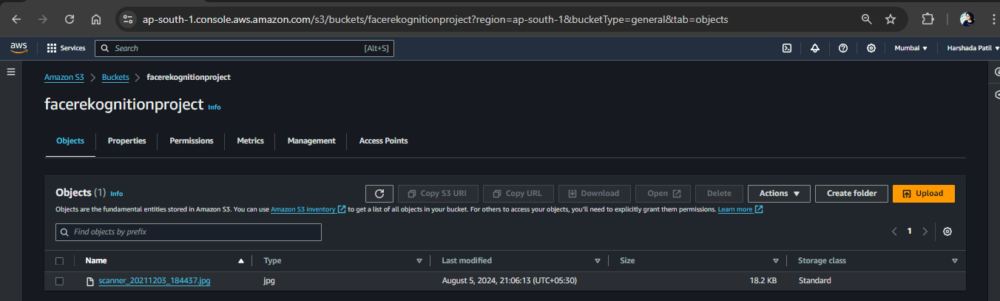 ap-south-1.console.aws.amazon.com/s3/buckets/facerekognitionproject?region=ap-south-1&bucketType=general&tab=objects
aws Services Search [Alt+S] Mumbai Harshada Patil
Amazon S3 Buckets facerekognitionproject
facerekognitionproject Info
Objects Properties Permissions Metrics Management Access Points
Objects (1) Info Copy S3 URI Copy URL Download Open Delete Actions Create folder Upload
Objects are the fundamental entities stored in Amazon S3. You can use Amazon S3 inventory to get a list of all objects in your bucket. For others to access your objects, you'll need to explicitly grant them permissions. Learn more
Find objects by prefix 1
Name Type Last modified Size Storage class
scanner_20211203_184437.jpg jpg August 5, 2024, 21:06:13 (UTC+05:30) 18.2 KB Standard